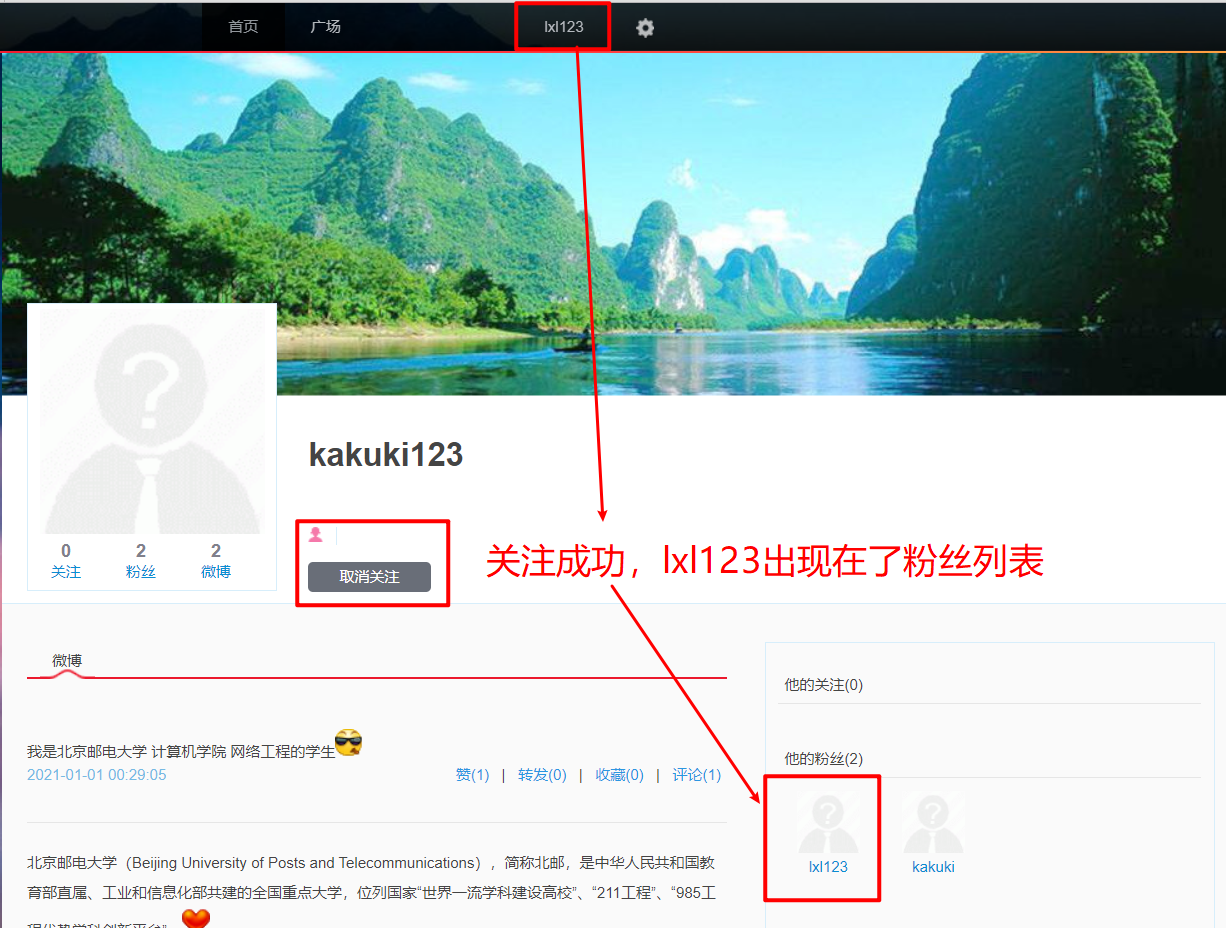 首页 广场 lxl123
kakuki123
0 2 2
关注 粉丝 微博
取消关注
关注成功，lxl123出现在了粉丝列表
微博
我是北京邮电大学 计算机学院 网络工程的学生
2021-01-01 00:29:05 赞(1) | 转发(0) | 收藏(0) | 评论(1)
北京邮电大学（Beijing University of Posts and Telecommunications），简称北邮，是中华人民共和国教
育部直属、工业和信息化部共建的全国重点大学，位列国家“世界一流学科建设高校”、“211工程”、“985工
他的关注(0)
他的粉丝(2)
lxl123 kakuki